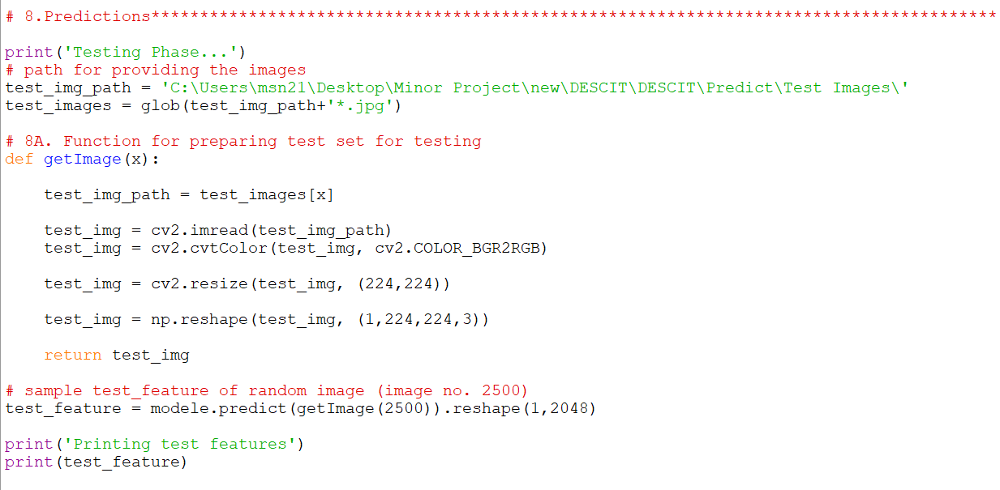 # 8.Predictions***************************************************************************************
print('Testing Phase...')
# path for providing the images
test_img_path = 'C:\Users\msn21\Desktop\Minor Project\new\DESCIT\DESCIT\Predict\Test Images\'
test_images = glob(test_img_path+'*.jpg')
# 8A. Function for preparing test set for testing
def getImage(x):
    test_img_path = test_images[x]
    test_img = cv2.imread(test_img_path)
    test_img = cv2.cvtColor(test_img, cv2.COLOR_BGR2RGB)
    test_img = cv2.resize(test_img, (224,224))
    test_img = np.reshape(test_img, (1,224,224,3))
    return test_img
# sample test_feature of random image (image no. 2500)
test_feature = modele.predict(getImage(2500)).reshape(1,2048)
print('Printing test features')
print(test_feature)